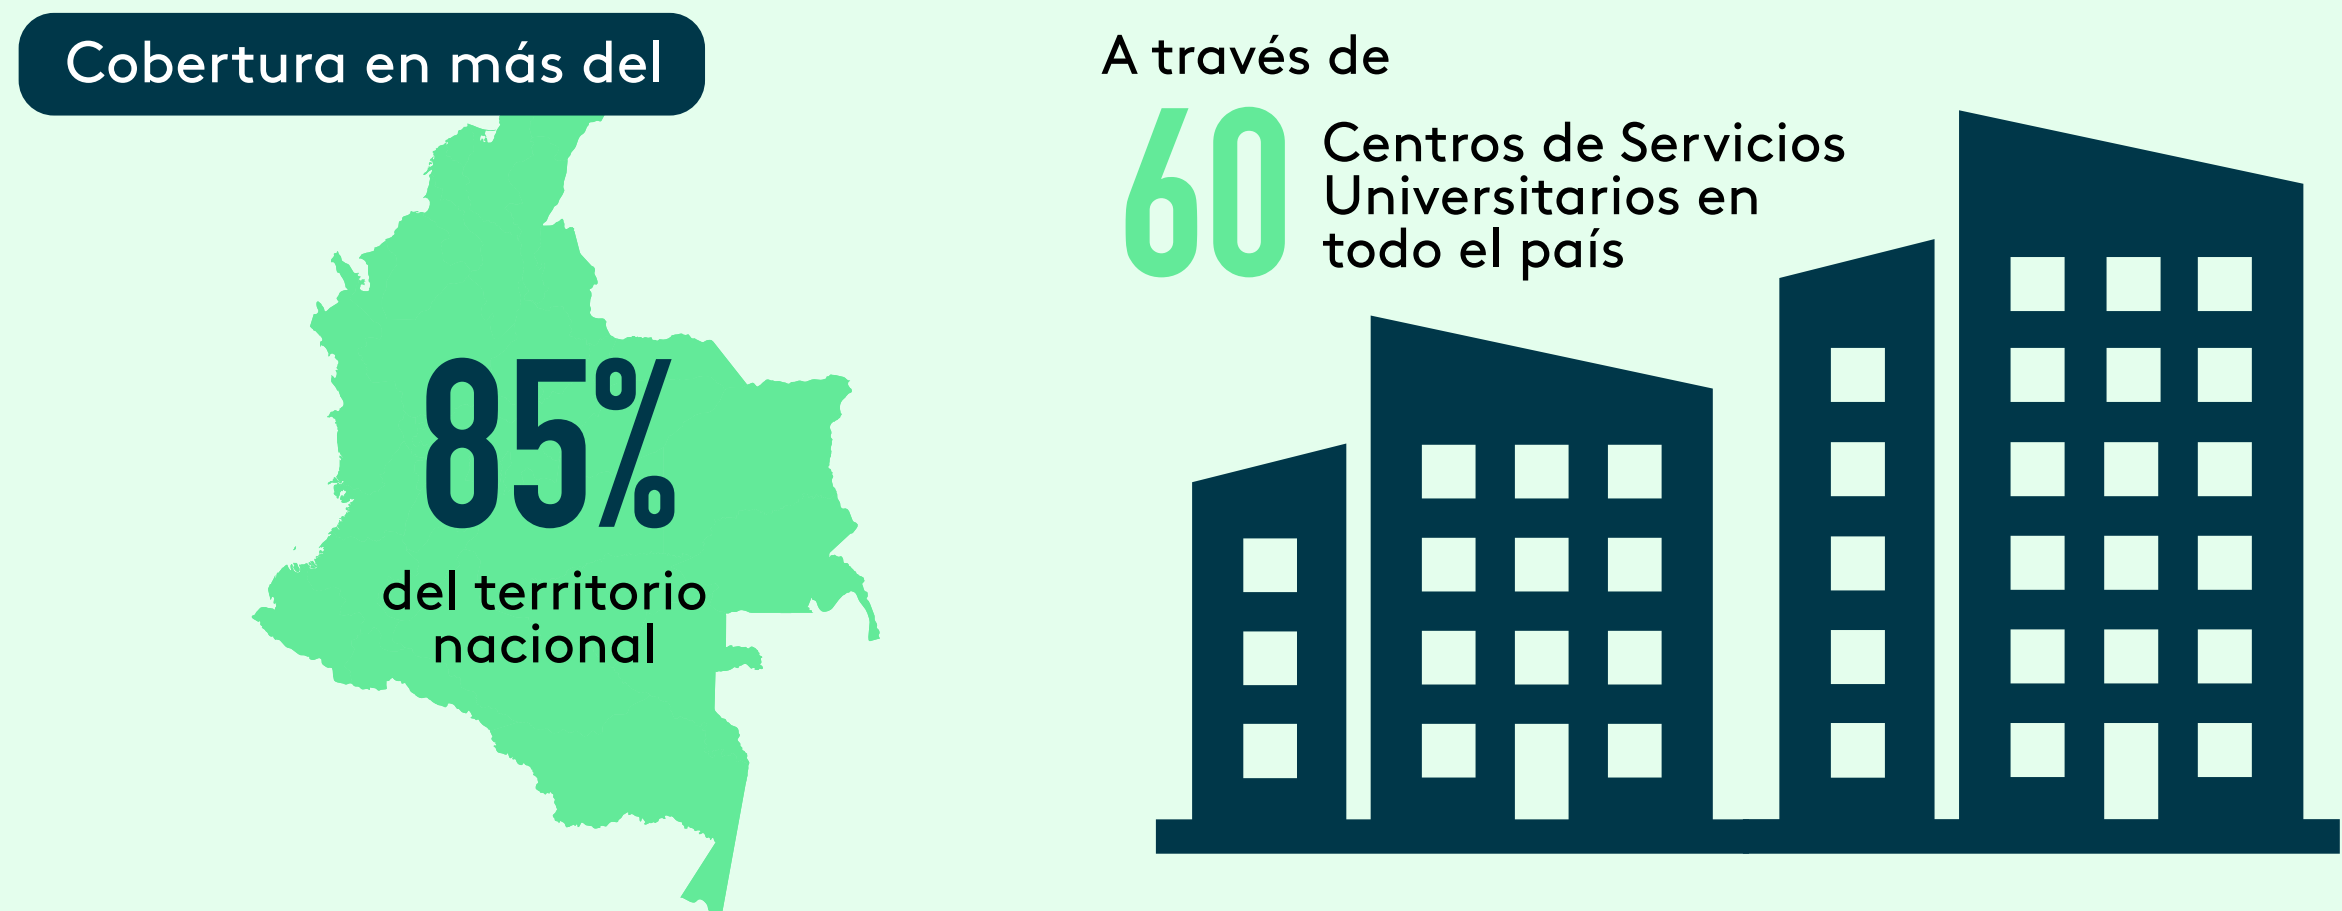 Cobertura en más del
85%
del territorio
nacional
A través de
60
Centros de Servicios
Universitarios en
todo el país